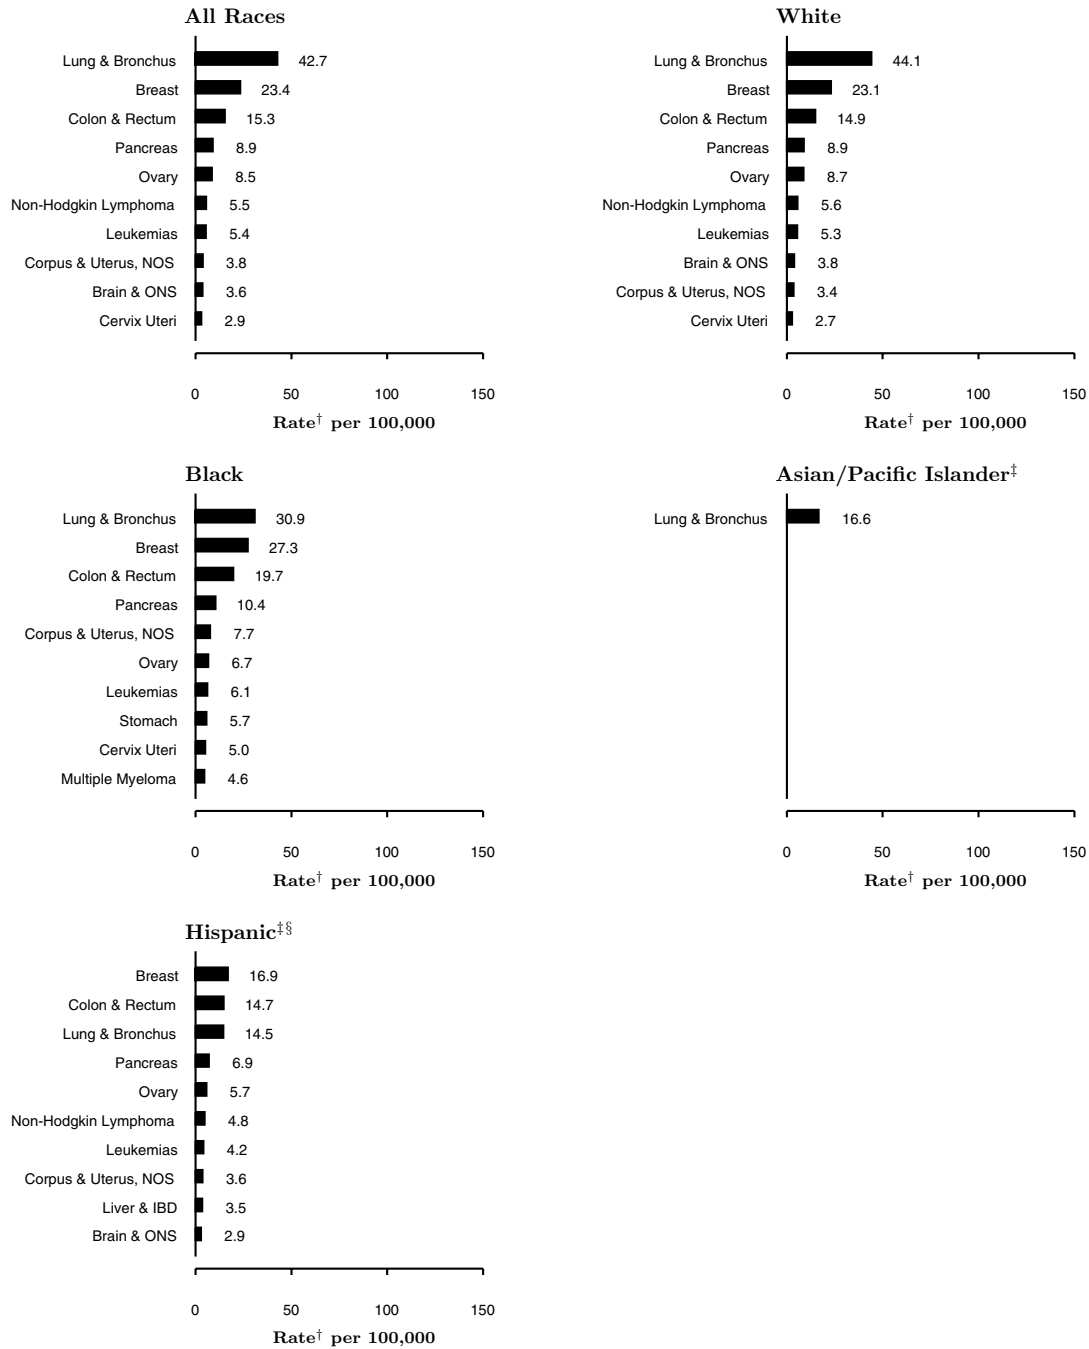 All Races
Lung & Bronchus 42.7
Breast 23.4
Colon & Rectum 15.3
Pancreas 8.9
Ovary 8.5
Non-Hodgkin Lymphoma 5.5
Leukemias 5.4
Corpus & Uterus, NOS 3.8
Brain & ONS 3.6
Cervix Uteri 2.9
0 50 100 150
Rate† per 100,000
White
Lung & Bronchus 44.1
Breast 23.1
Colon & Rectum 14.9
Pancreas 8.9
Ovary 8.7
Non-Hodgkin Lymphoma 5.6
Leukemias 5.3
Brain & ONS 3.8
Corpus & Uterus, NOS 3.4
Cervix Uteri 2.7
0 50 100 150
Rate† per 100,000
Black
Lung & Bronchus 30.9
Breast 27.3
Colon & Rectum 19.7
Pancreas 10.4
Corpus & Uterus, NOS 7.7
Ovary 6.7
Leukemias 6.1
Stomach 5.7
Cervix Uteri 5.0
Multiple Myeloma 4.6
0 50 100 150
Rate† per 100,000
Asian/Pacific Islander‡
Lung & Bronchus 16.6
0 50 100 150
Rate† per 100,000
Hispanic‡§
Breast 16.9
Colon & Rectum 14.7
Lung & Bronchus 14.5
Pancreas 6.9
Ovary 5.7
Non-Hodgkin Lymphoma 4.8
Leukemias 4.2
Corpus & Uterus, NOS 3.6
Liver & IBD 3.5
Brain & ONS 2.9
0 50 100 150
Rate† per 100,000